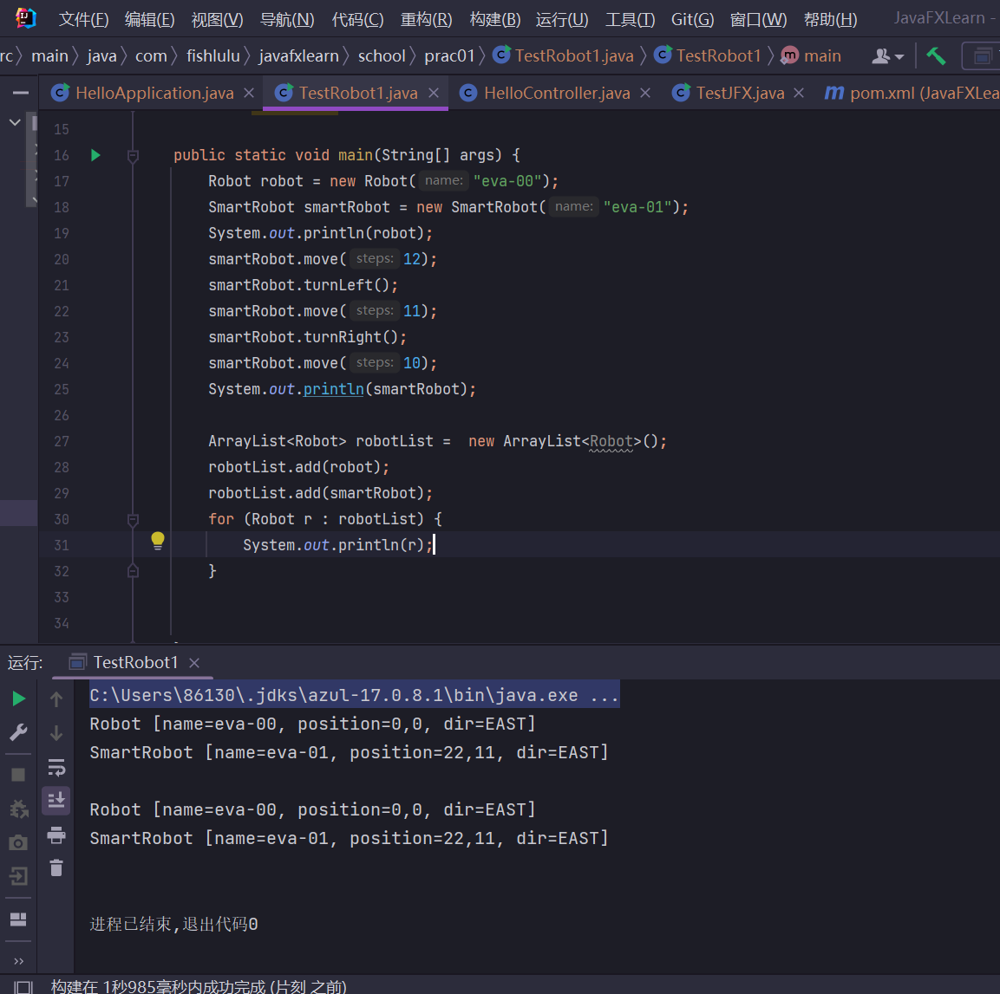 文件(F) 编辑(E) 视图(V) 导航(N) 代码(C) 重构(R) 构建(B) 运行(U) 工具(T) Git(G) 窗口(W) 帮助(H) JavaFXLearn -
rc main java com fishlulu javafxlearn school prac01 TestRobot1.java TestRobot1 main
HelloApplication.java TestRobot1.java HelloController.java TestJFX.java pom.xml (JavaFXLea
15
16 public static void main(String[] args) {
17 Robot robot = new Robot( name: "eva-00");
18 SmartRobot smartRobot = new SmartRobot( name: "eva-01");
19 System.out.println(robot);
20 smartRobot.move( steps: 12);
21 smartRobot.turnLeft();
22 smartRobot.move( steps: 11);
23 smartRobot.turnRight();
24 smartRobot.move( steps: 10);
25 System.out.println(smartRobot);
26
27 ArrayList<Robot> robotList =  new ArrayList<Robot>();
28 robotList.add(robot);
29 robotList.add(smartRobot);
30 for (Robot r : robotList) {
31 System.out.println(r);
32 }
33
34
运行: TestRobot1
C:\Users\86130\.jdks\azul-17.0.8.1\bin\java.exe ...
Robot [name=eva-00, position=0,0, dir=EAST]
SmartRobot [name=eva-01, position=22,11, dir=EAST]
Robot [name=eva-00, position=0,0, dir=EAST]
SmartRobot [name=eva-01, position=22,11, dir=EAST]
进程已结束,退出代码0
构建在 1秒985毫秒内成功完成 (片刻 之前)